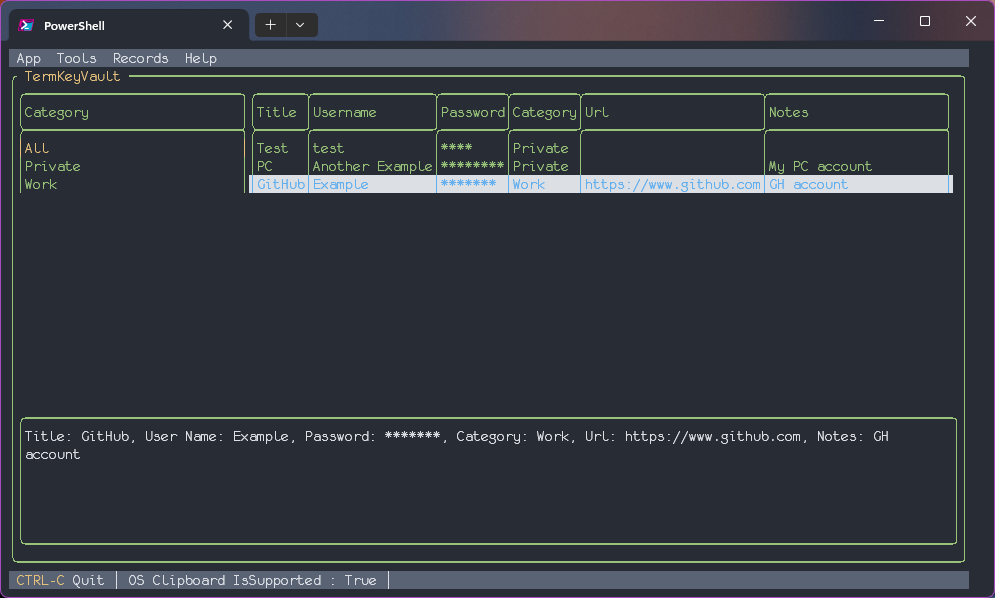 PowerShell
App Tools Records Help
TermKeyVault
Category Title Username Password Category Url Notes
All Test test **** Private
Private PC Another Example ******** Private My PC account
Work GitHub Example ******* Work https://www.github.com GH account
Title: GitHub, User Name: Example, Password: *******, Category: Work, Url: https://www.github.com, Notes: GH
account
CTRL-C Quit OS Clipboard IsSupported : True